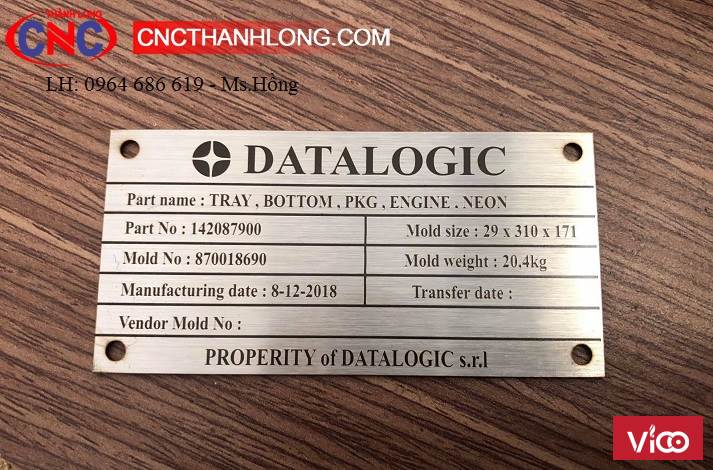 THÀNH LONG
CNC
CNCTHANHLONG.COM
LH: 0964 686 619 - Ms.Hồng
DATALOGIC
Part name : TRAY , BOTTOM , PKG , ENGINE . NEON
Part No : 142087900
Mold size : 29 x 310 x 171
Mold No : 870018690
Mold weight : 20,4kg
Manufacturing date : 8-12-2018
Transfer date :
Vendor Mold No :
PROPERITY of DATALOGIC s.r.l
vico